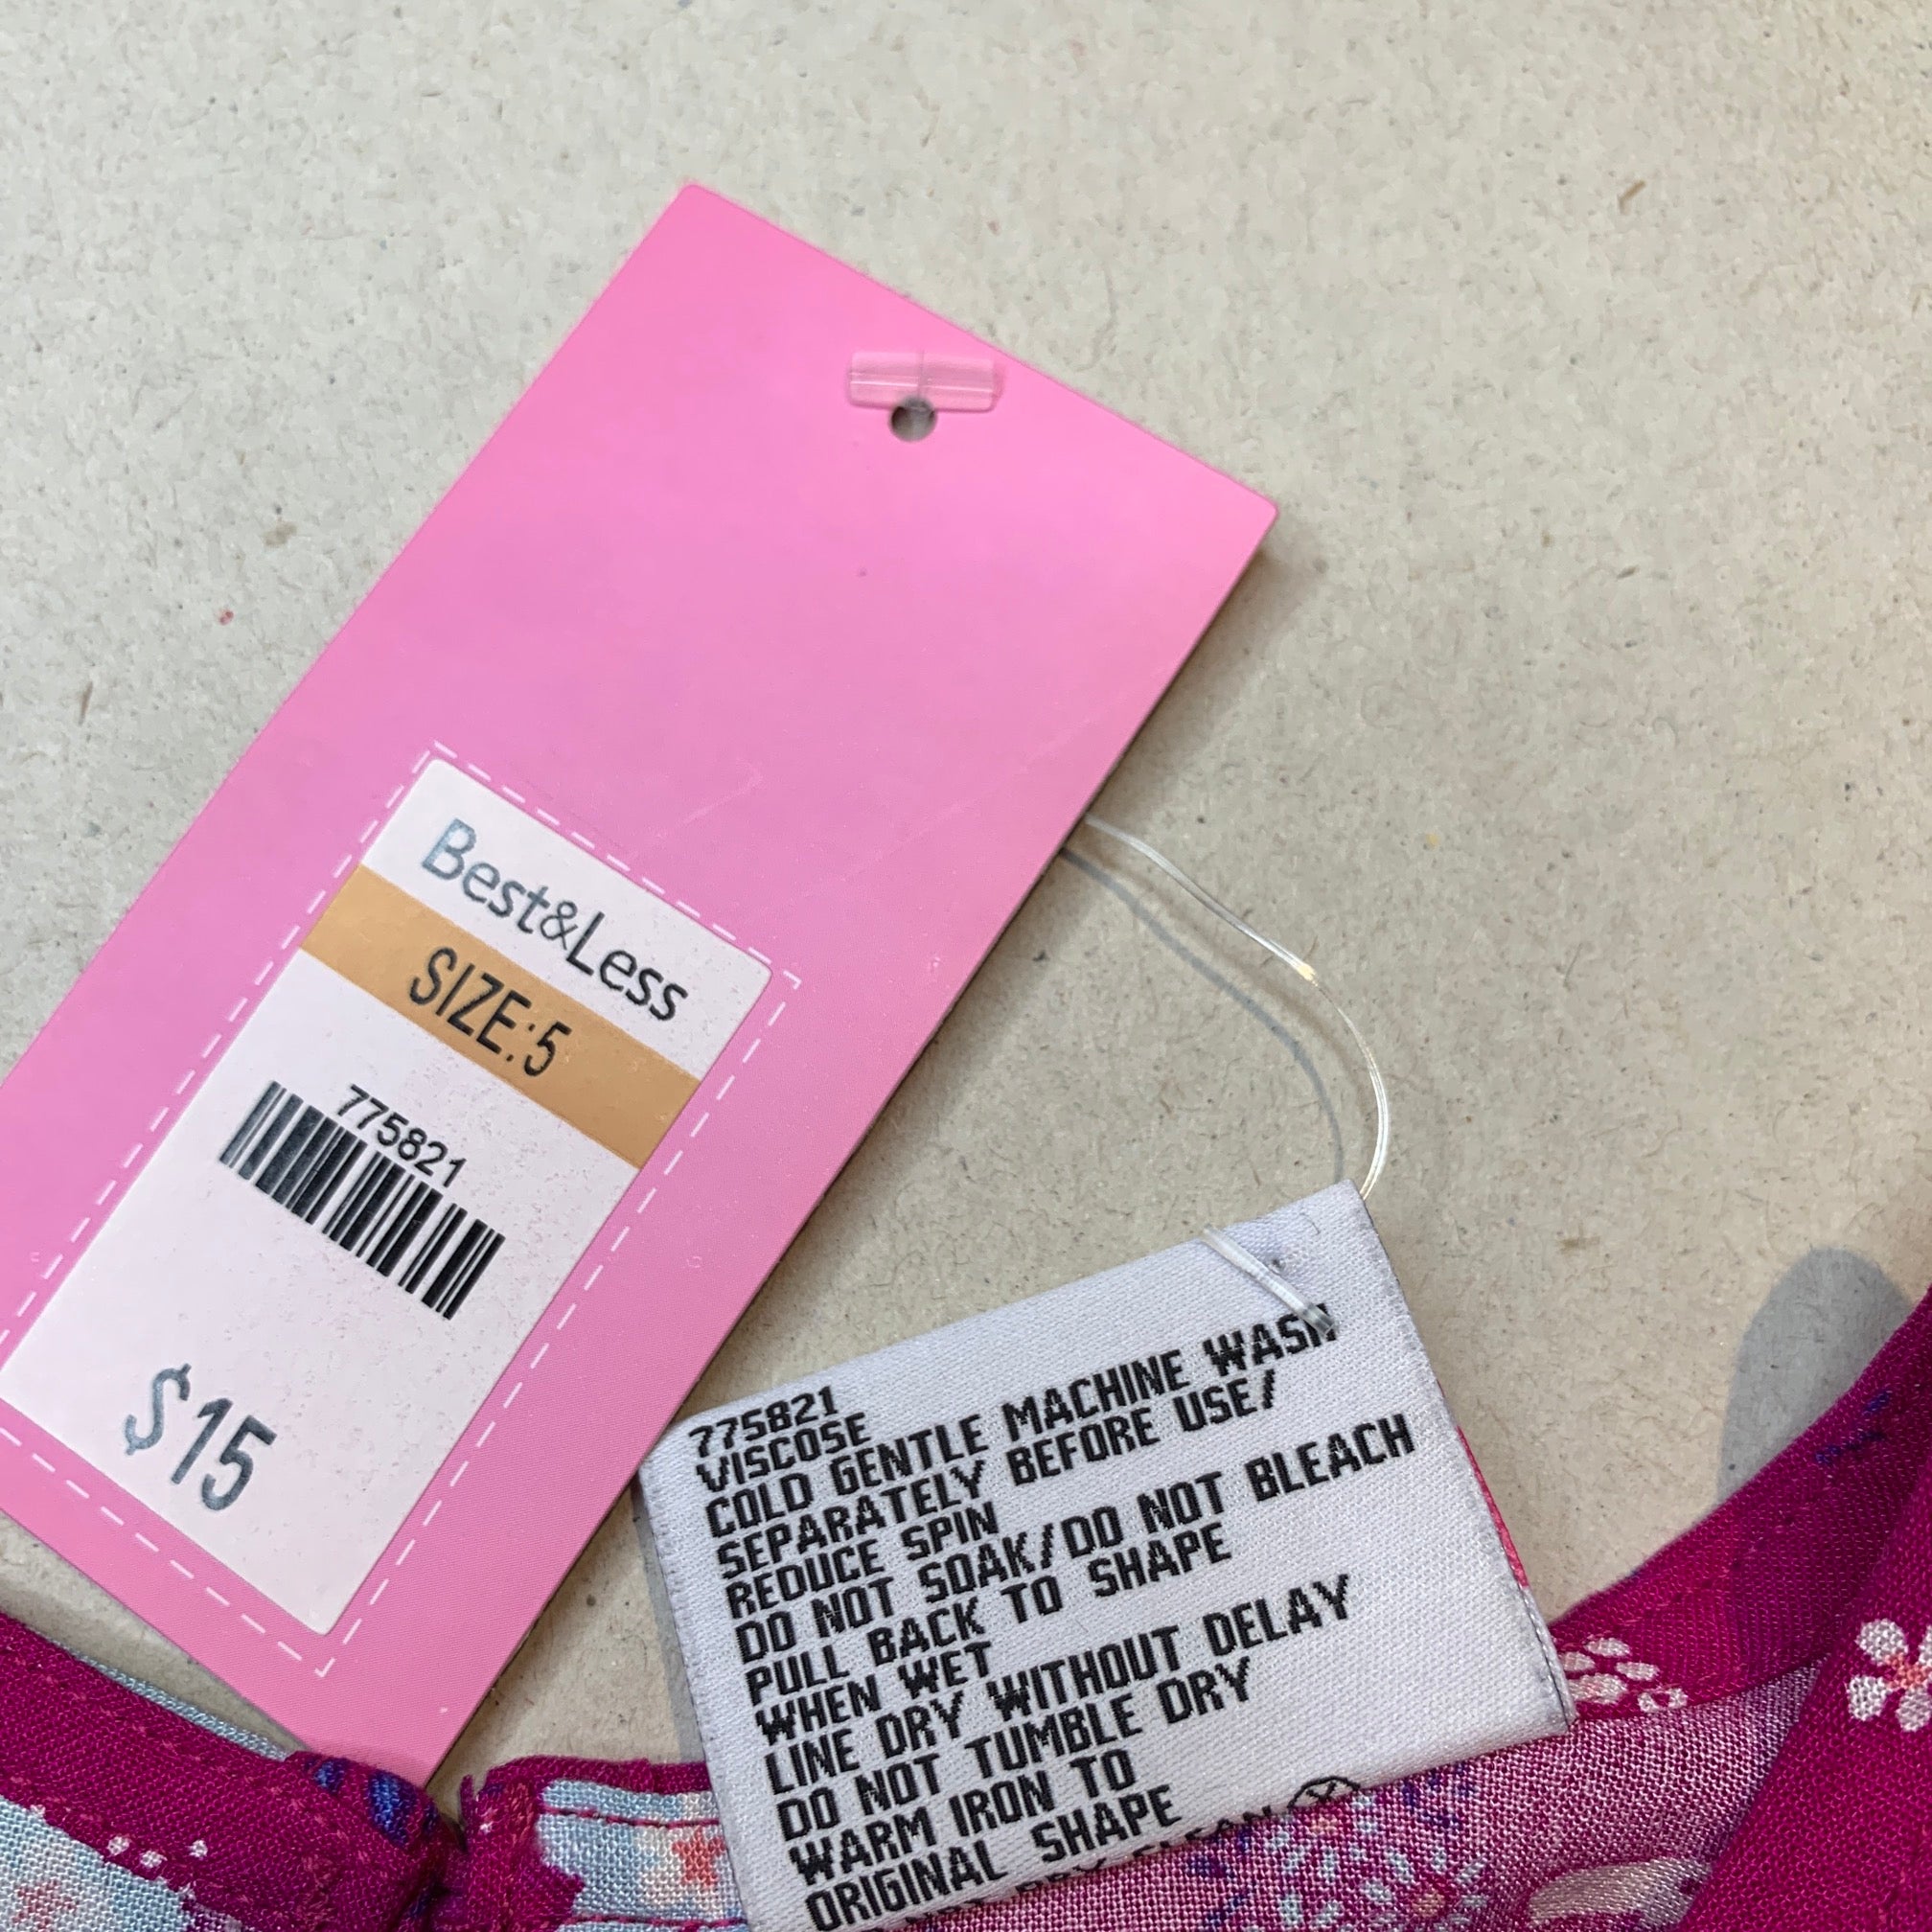 Best&Less
SIZE:5
775821
$15
775821
VISCOSE
COLD GENTLE MACHINE WASH
SEPARATELY BEFORE USE/
REDUCE SPIN
DO NOT SOAK/DO NOT BLEACH
PULL BACK TO SHAPE
WHEN WET
LINE DRY WITHOUT DELAY
DO NOT TUMBLE DRY
WARM IRON TO
ORIGINAL SHAPE
DRY CLEAN